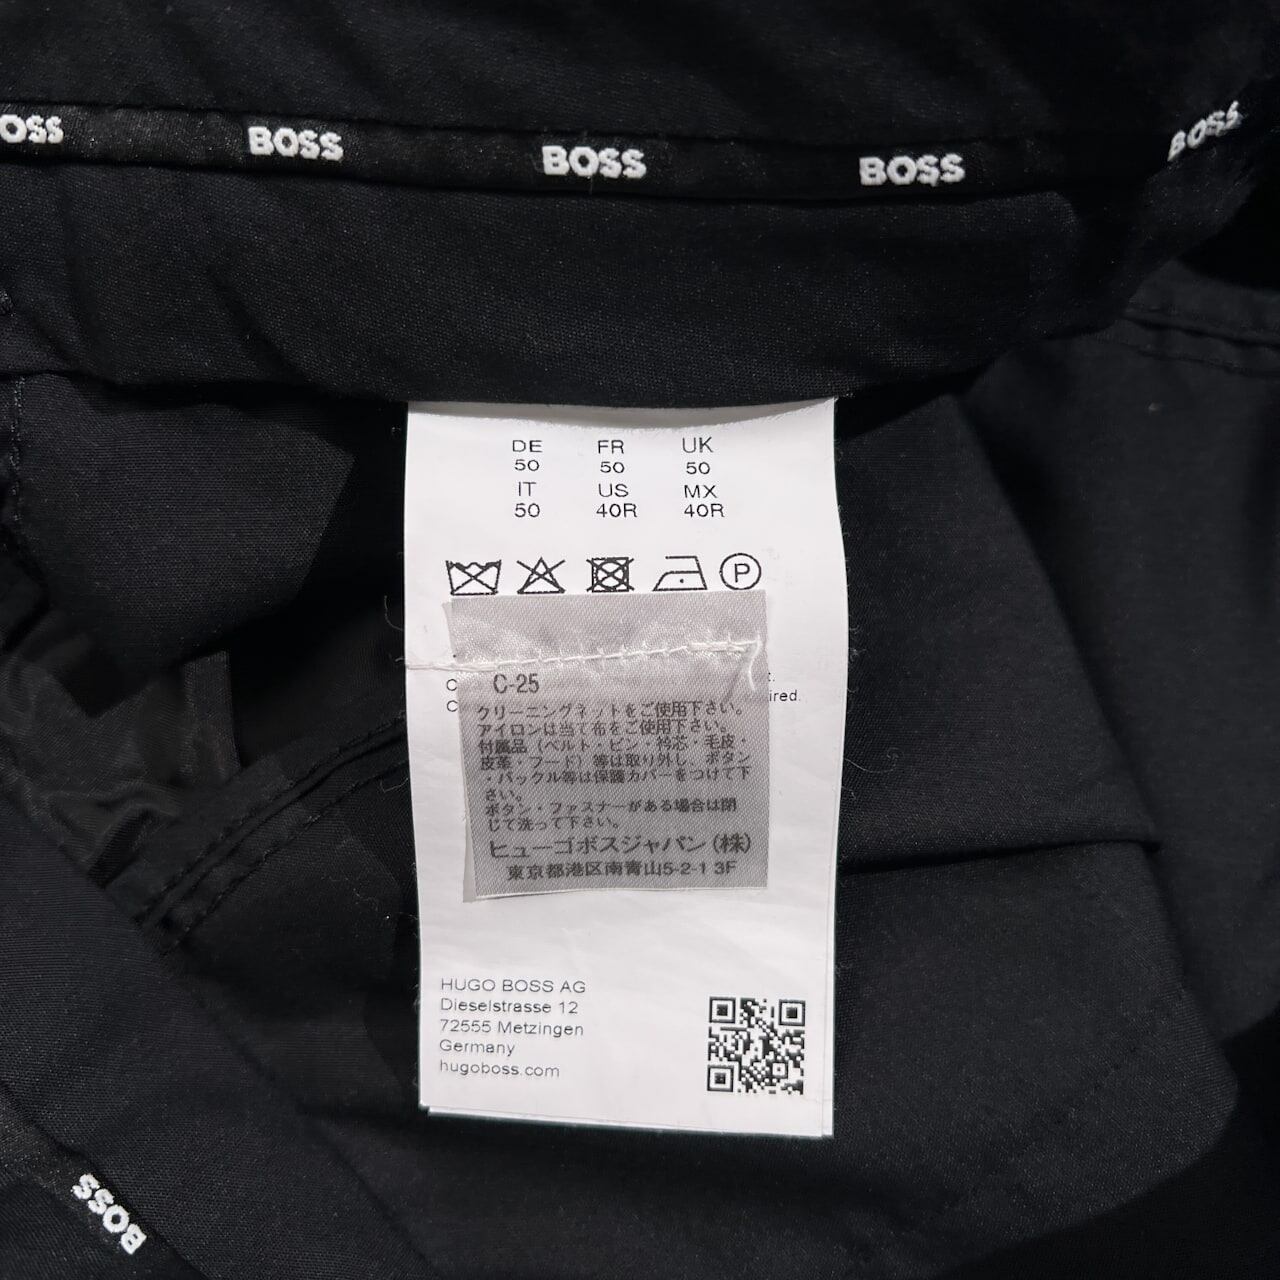 OSS BOSS BOSS BOSS BOSS
DE FR UK
50 50 50
IT US MX
50 40R 40R
P
C t.
C ired.
C-25
クリーニングネットをご使用下さい。
アイロンは当て布をご使用下さい。
付属品（ベルト・ピン・衿芯・毛皮・
皮革・フード）等は取り外し、ボタン
・バックル等は保護カバーをつけて下
さい。
ボタン・ファスナーがある場合は閉
じて洗って下さい。
ヒューゴボスジャパン(株)
東京都港区南青山5-2-1 3F
HUGO BOSS AG
Dieselstrasse 12
72555 Metzingen
Germany
hugoboss.com
BOSS